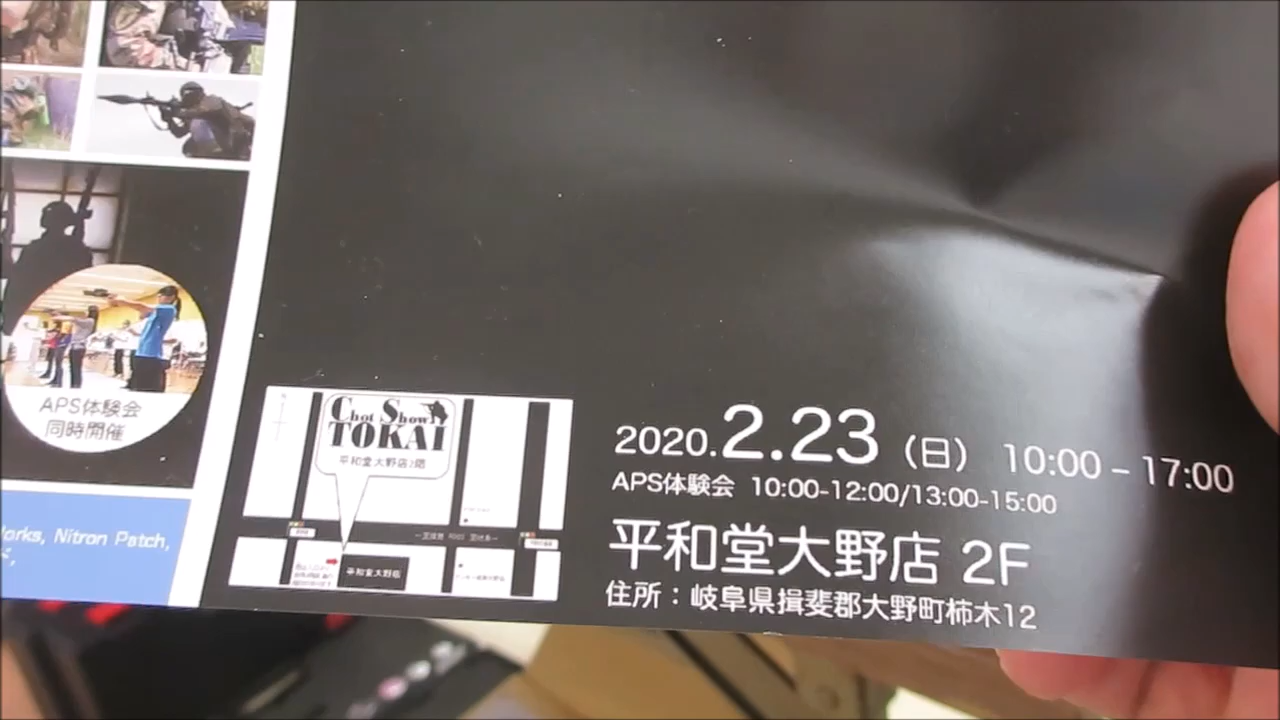 APS体験会
同時開催
orks, Nitron Patch,
Chot Show
TOKAI
平和堂大野店2階
平和堂大野店
2020.2.23（日） 10:00 – 17:00
APS体験会 10:00-12:00/13:00-15:00
平和堂大野店 2F
住所：岐阜県揖斐郡大野町柿木12